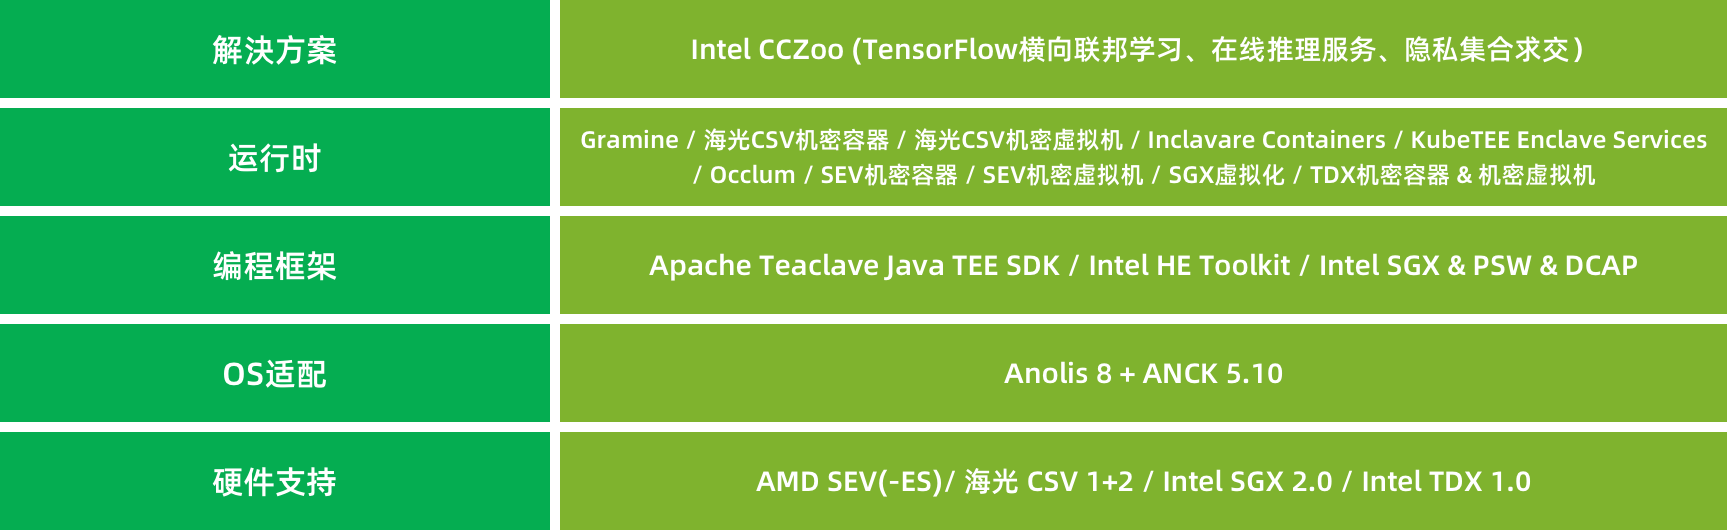 解決方案
Intel CCZoo (TensorFlow横向联邦学习、在线推理服务、隐私集合求交）
运行时
Gramine / 海光CSV机密容器 / 海光CSV机密虚拟机 / Inclavare Containers / KubeTEE Enclave Services
/ Occlum / SEV机密容器 / SEV机密虚拟机 / SGX虚拟化 / TDX机密容器 & 机密虚拟机
编程框架
Apache Teaclave Java TEE SDK / Intel HE Toolkit / Intel SGX & PSW & DCAP
OS适配
Anolis 8 + ANCK 5.10
硬件支持
AMD SEV(-ES)/ 海光 CSV 1+2 / Intel SGX 2.0 / Intel TDX 1.0